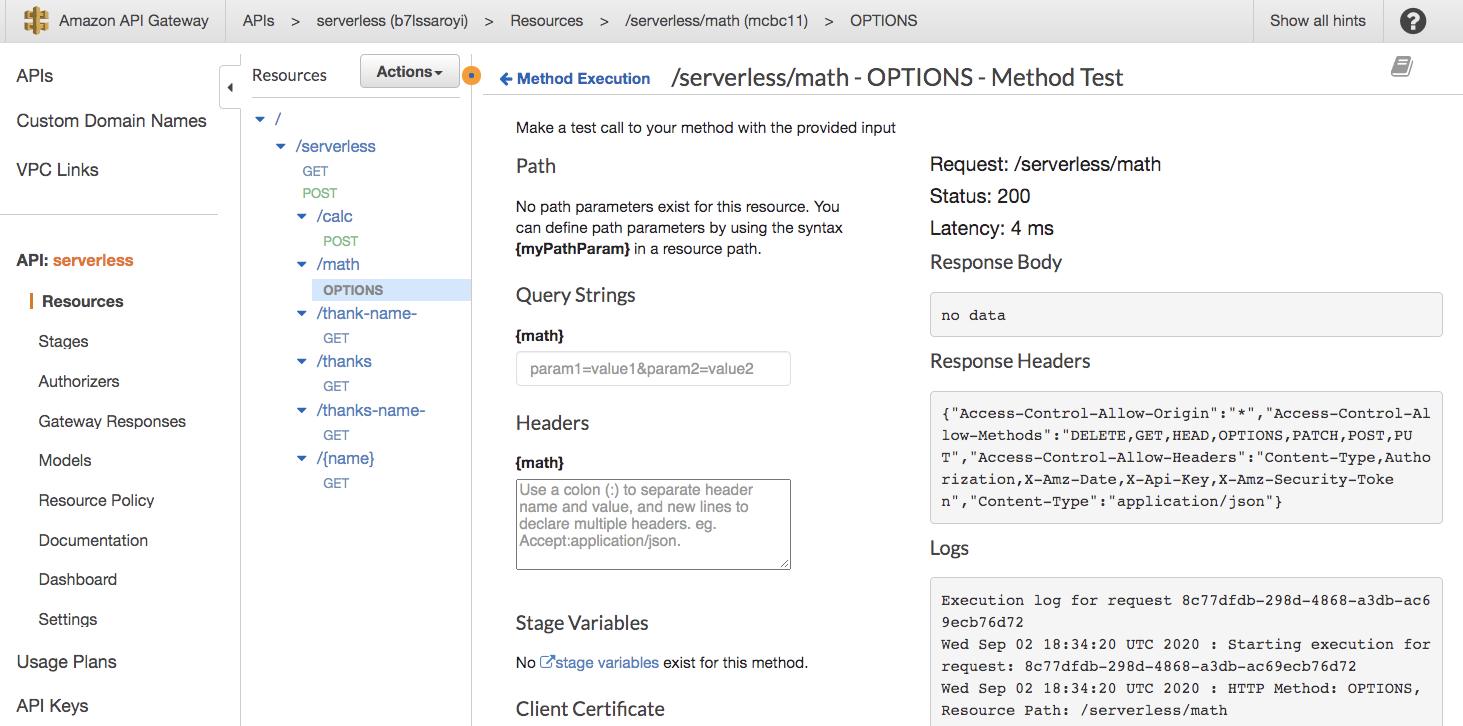 Amazon API Gateway
APIs > serverless (b7lssaroyi) > Resources > /serverless/math (mcbc11) > OPTIONS
Show all hints
?
APIs
Custom Domain Names
VPC Links
API: serverless
Resources
Stages
Authorizers
Gateway Responses
Models
Resource Policy
Documentation
Dashboard
Settings
Usage Plans
API Keys
Resources
Actions
/
/serverless
GET
POST
/calc
POST
/math
OPTIONS
/thank-name-
GET
/thanks
GET
/thanks-name-
GET
/{name}
GET
Method Execution
/serverless/math - OPTIONS - Method Test
Make a test call to your method with the provided input
Path
No path parameters exist for this resource. You
can define path parameters by using the syntax
{myPathParam} in a resource path.
Query Strings
{math}
param1=value1&param2=value2
Headers
{math}
Use a colon (:) to separate header
name and value, and new lines to
declare multiple headers. eg.
Accept:application/json.
Stage Variables
No stage variables exist for this method.
Client Certificate
Request: /serverless/math
Status: 200
Latency: 4 ms
Response Body
no data
Response Headers
{"Access-Control-Allow-Origin":"*","Access-Control-Al
low-Methods":"DELETE,GET,HEAD,OPTIONS,PATCH,POST,PU
T","Access-Control-Allow-Headers":"Content-Type,Autho
rization,X-Amz-Date,X-Api-Key,X-Amz-Security-Toke
n","Content-Type":"application/json"}
Logs
Execution log for request 8c77dfdb-298d-4868-a3db-ac6
9ecb76d72
Wed Sep 02 18:34:20 UTC 2020 : Starting execution for
request: 8c77dfdb-298d-4868-a3db-ac69ecb76d72
Wed Sep 02 18:34:20 UTC 2020 : HTTP Method: OPTIONS,
Resource Path: /serverless/math